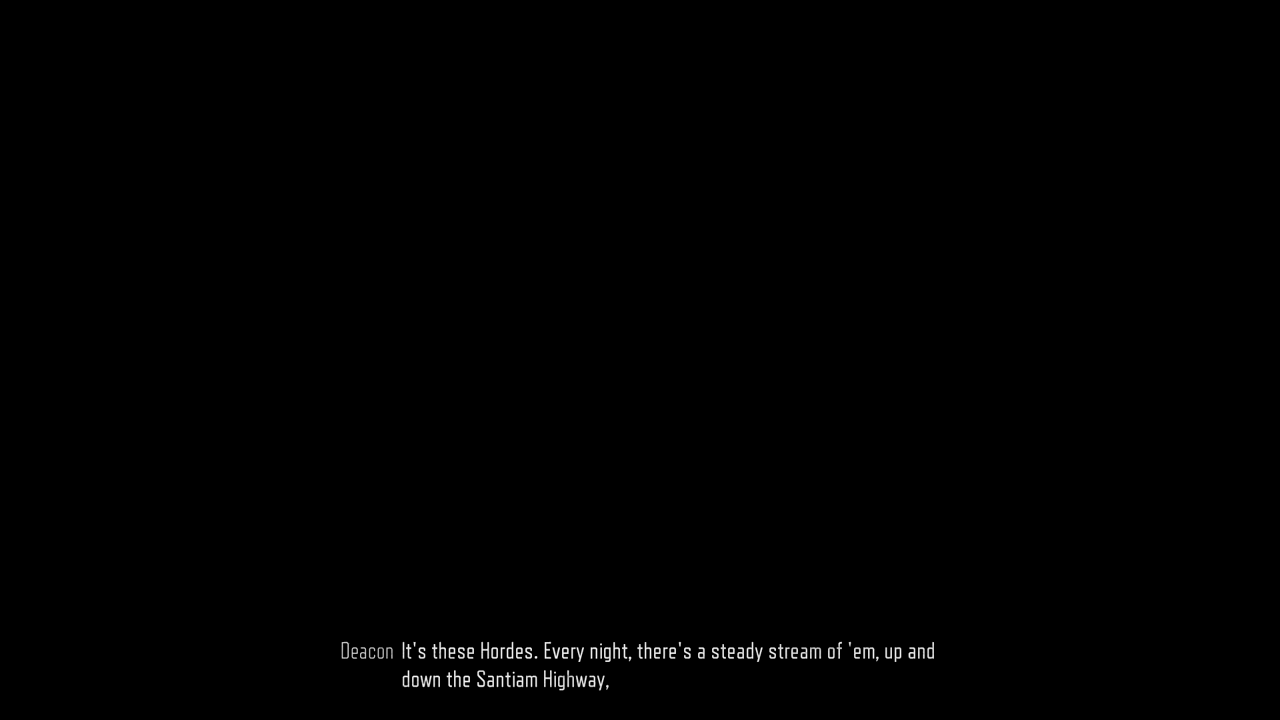 Deacon It's these Hordes. Every night, there's a steady stream of 'em, up and
down the Santiam Highway,